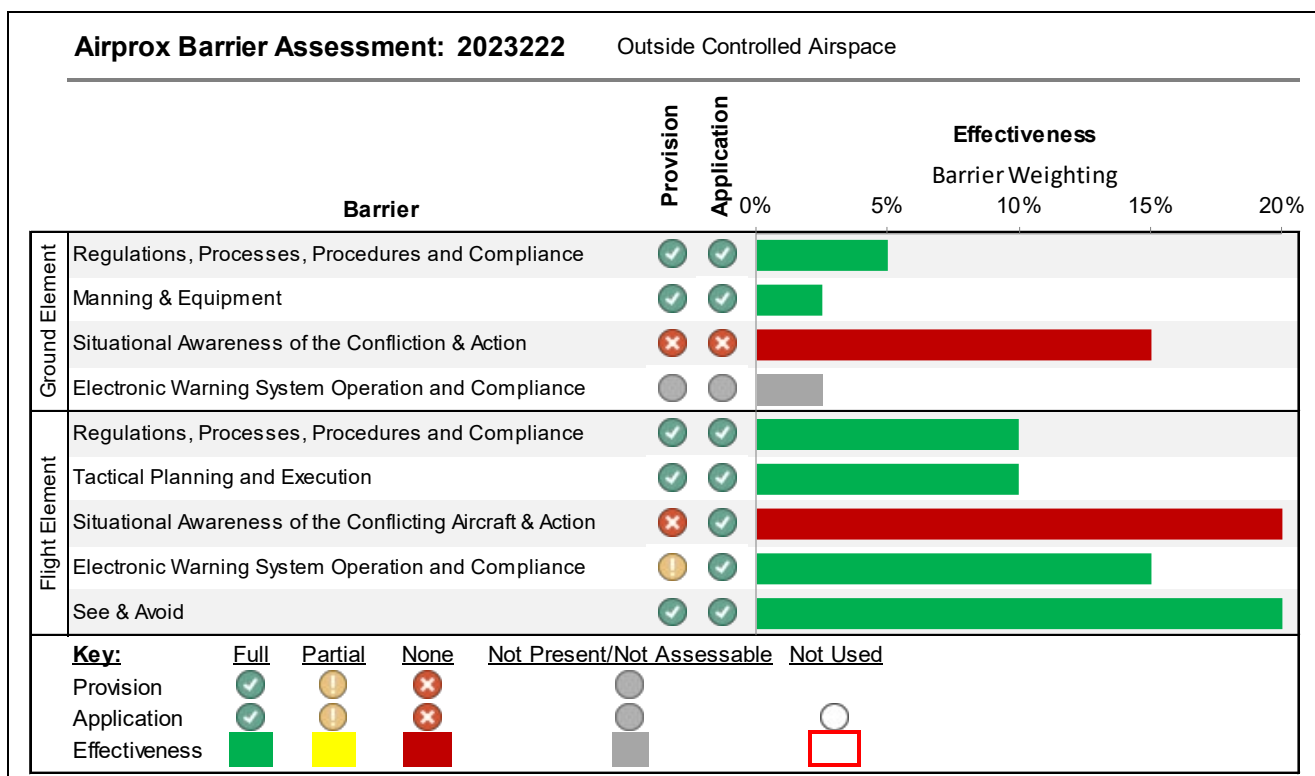 Airprox Barrier Assessment: 2023222 Outside Controlled Airspace
Barrier Provision Application Effectiveness
Barrier Weighting
0% 5% 10% 15% 20%
Ground Element
Regulations, Processes, Procedures and Compliance
Manning & Equipment
Situational Awareness of the Confliction & Action
Electronic Warning System Operation and Compliance
Flight Element
Regulations, Processes, Procedures and Compliance
Tactical Planning and Execution
Situational Awareness of the Conflicting Aircraft & Action
Electronic Warning System Operation and Compliance
See & Avoid
Key: Full Partial None Not Present/Not Assessable Not Used
Provision
Application
Effectiveness